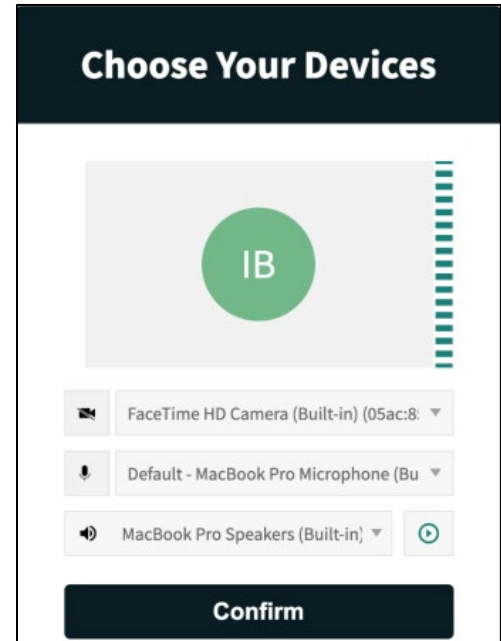 Choose Your Devices
IB
FaceTime HD Camera (Built-in) (05ac:8
Default - MacBook Pro Microphone (Bu
MacBook Pro Speakers (Built-in)
Confirm